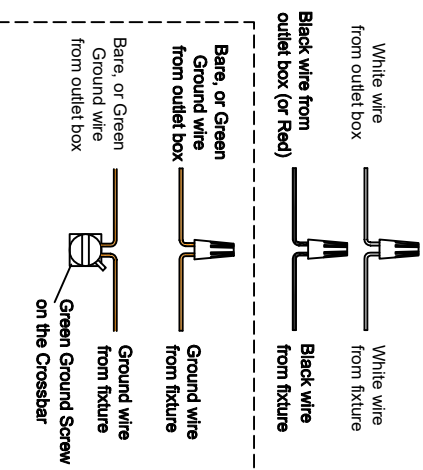 White wire
from outlet box
White wire
from fixture
Black wire from
outlet box (or Red)
Black wire
from fixture
Bare, or Green
Ground wire
from outlet box
Ground wire
from fixture
Bare, or Green
Ground wire
from outlet box
Ground wire
from fixture
Green Ground Screw
on the Crossbar